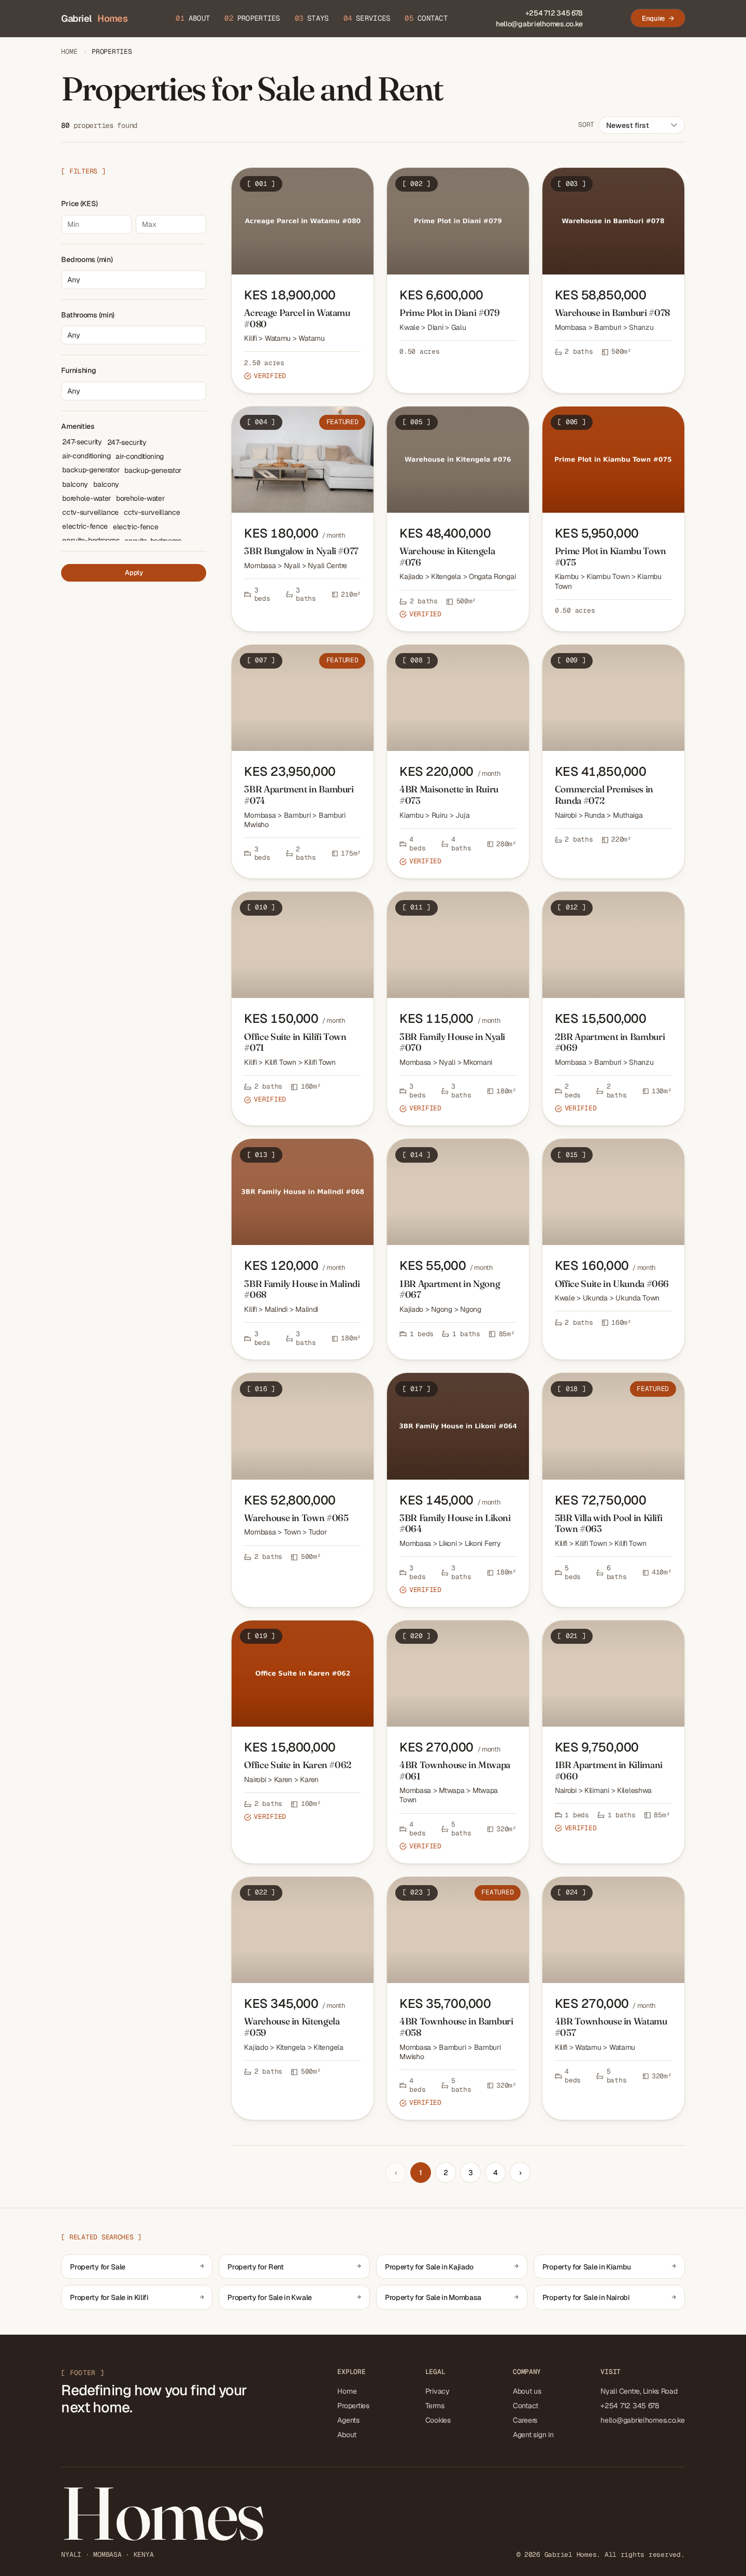 Gabriel Homes
01 ABOUT
02 PROPERTIES
03 STAYS
04 SERVICES
05 CONTACT
+254 712 345 678
hello@gabrielhomes.co.ke
Enquire →
HOME · PROPERTIES
Properties for Sale and Rent
80 properties found
SORT
Newest first
[ FILTERS ]
Price (KES)
Min
Max
Bedrooms (min)
Any
Bathrooms (min)
Any
Furnishing
Any
Amenities
247-security 247-security
air-conditioning air-conditioning
backup-generator backup-generator
balcony balcony
borehole-water borehole-water
cctv-surveillance cctv-surveillance
electric-fence electric-fence
Apply
[ 001 ]
Acreage Parcel in Watamu #080
KES 18,900,000
Acreage Parcel in Watamu
#080
Kilifi > Watamu > Watamu
2.50 acres
VERIFIED
[ 002 ]
Prime Plot in Diani #079
KES 6,600,000
Prime Plot in Diani #079
Kwale > Diani > Galu
0.50 acres
[ 003 ]
Warehouse in Bamburi #078
KES 58,850,000
Warehouse in Bamburi #078
Mombasa > Bamburi > Shanzu
2 baths 500m²
[ 004 ]
FEATURED
KES 180,000 / month
3BR Bungalow in Nyali #077
Mombasa > Nyali > Nyali Centre
3 beds 3 baths 210m²
[ 005 ]
Warehouse in Kitengela #076
KES 48,400,000
Warehouse in Kitengela
#076
Kajiado > Kitengela > Ongata Rongai
2 baths 500m²
VERIFIED
[ 006 ]
Prime Plot in Kiambu Town #075
KES 5,950,000
Prime Plot in Kiambu Town
#075
Kiambu > Kiambu Town > Kiambu
Town
0.50 acres
[ 007 ]
FEATURED
KES 23,950,000
3BR Apartment in Bamburi
#074
Mombasa > Bamburi > Bamburi
Mwisho
3 beds 2 baths 175m²
[ 008 ]
KES 220,000 / month
4BR Maisonette in Ruiru
#073
Kiambu > Ruiru > Juja
4 beds 4 baths 280m²
VERIFIED
[ 009 ]
KES 41,850,000
Commercial Premises in
Runda #072
Nairobi > Runda > Muthaiga
2 baths 220m²
[ 010 ]
KES 150,000 / month
Office Suite in Kilifi Town
#071
Kilifi > Kilifi Town > Kilifi Town
2 baths 160m²
VERIFIED
[ 011 ]
KES 115,000 / month
3BR Family House in Nyali
#070
Mombasa > Nyali > Mkomani
3 beds 3 baths 180m²
VERIFIED
[ 012 ]
KES 15,500,000
2BR Apartment in Bamburi
#069
Mombasa > Bamburi > Shanzu
2 beds 2 baths 130m²
VERIFIED
[ 013 ]
3BR Family House in Malindi #068
KES 120,000 / month
3BR Family House in Malindi
#068
Kilifi > Malindi > Malindi
3 beds 3 baths 180m²
[ 014 ]
KES 55,000 / month
1BR Apartment in Ngong
#067
Kajiado > Ngong > Ngong
1 beds 1 baths 85m²
[ 015 ]
KES 160,000 / month
Office Suite in Ukunda #066
Kwale > Ukunda > Ukunda Town
2 baths 160m²
[ 016 ]
KES 52,800,000
Warehouse in Town #065
Mombasa > Town > Tudor
2 baths 500m²
[ 017 ]
3BR Family House in Likoni #064
KES 145,000 / month
3BR Family House in Likoni
#064
Mombasa > Likoni > Likoni Ferry
3 beds 3 baths 180m²
VERIFIED
[ 018 ]
FEATURED
KES 72,750,000
5BR Villa with Pool in Kilifi
Town #063
Kilifi > Kilifi Town > Kilifi Town
5 beds 6 baths 410m²
[ 019 ]
Office Suite in Karen #062
KES 15,800,000
Office Suite in Karen #062
Nairobi > Karen > Karen
2 baths 160m²
VERIFIED
[ 020 ]
KES 270,000 / month
4BR Townhouse in Mtwapa
#061
Mombasa > Mtwapa > Mtwapa
Town
4 beds 5 baths 320m²
VERIFIED
[ 021 ]
KES 9,750,000
1BR Apartment in Kilimani
#060
Nairobi > Kilimani > Kileleshwa
1 beds 1 baths 85m²
VERIFIED
[ 022 ]
KES 345,000 / month
Warehouse in Kitengela
#059
Kajiado > Kitengela > Kitengela
2 baths 500m²
[ 023 ]
FEATURED
KES 35,700,000
4BR Townhouse in Bamburi
#058
Mombasa > Bamburi > Bamburi
Mwisho
4 beds 5 baths 320m²
VERIFIED
[ 024 ]
KES 270,000 / month
4BR Townhouse in Watamu
#057
Kilifi > Watamu > Watamu
4 beds 5 baths 320m²
‹ 1 2 3 4 ›
[ RELATED SEARCHES ]
Property for Sale →
Property for Rent →
Property for Sale in Kajiado →
Property for Sale in Kiambu →
Property for Sale in Kilifi →
Property for Sale in Kwale →
Property for Sale in Mombasa →
Property for Sale in Nairobi →
[ FOOTER ]
Redefining how you find your
next home.
EXPLORE
Home
Properties
Agents
About
LEGAL
Privacy
Terms
Cookies
COMPANY
About us
Contact
Careers
Agent sign in
VISIT
Nyali Centre, Links Road
+254 712 345 678
hello@gabrielhomes.co.ke
Homes
NYALI · MOMBASA · KENYA
© 2026 Gabriel Homes. All rights reserved.